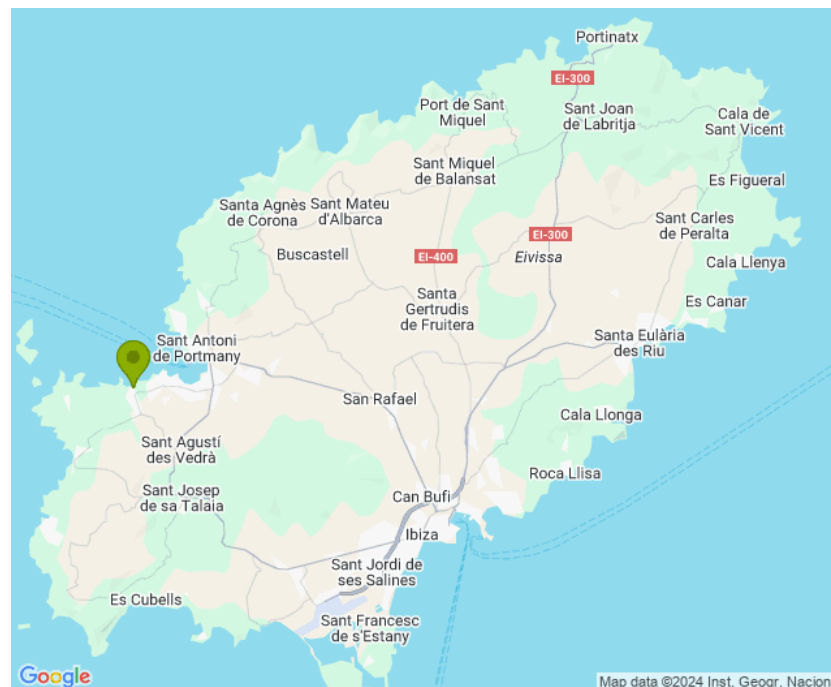 Portinatx
EI-300
Port de Sant
Miquel
Sant Joan
de Labritja
Cala de
Sant Vicent
Sant Miquel
de Balansat
Es Figueral
Santa Agnès
de Corona
Sant Mateu
d'Albarca
Sant Carles
de Peralta
EI-300
Buscastell
EI-400
Eivissa
Cala Llenya
Santa
Gertrudis
de Fruitera
Es Canar
Sant Antoni
de Portmany
Santa Eulària
des Riu
San Rafael
Cala Llonga
Sant Agustí
des Vedrà
Roca Llisa
Sant Josep
de sa Talaia
Can Bufi
Ibiza
Sant Jordi de
ses Salines
Es Cubells
Sant Francesc
de s'Estany
Google
Map data ©2024 Inst. Geogr. Nacion